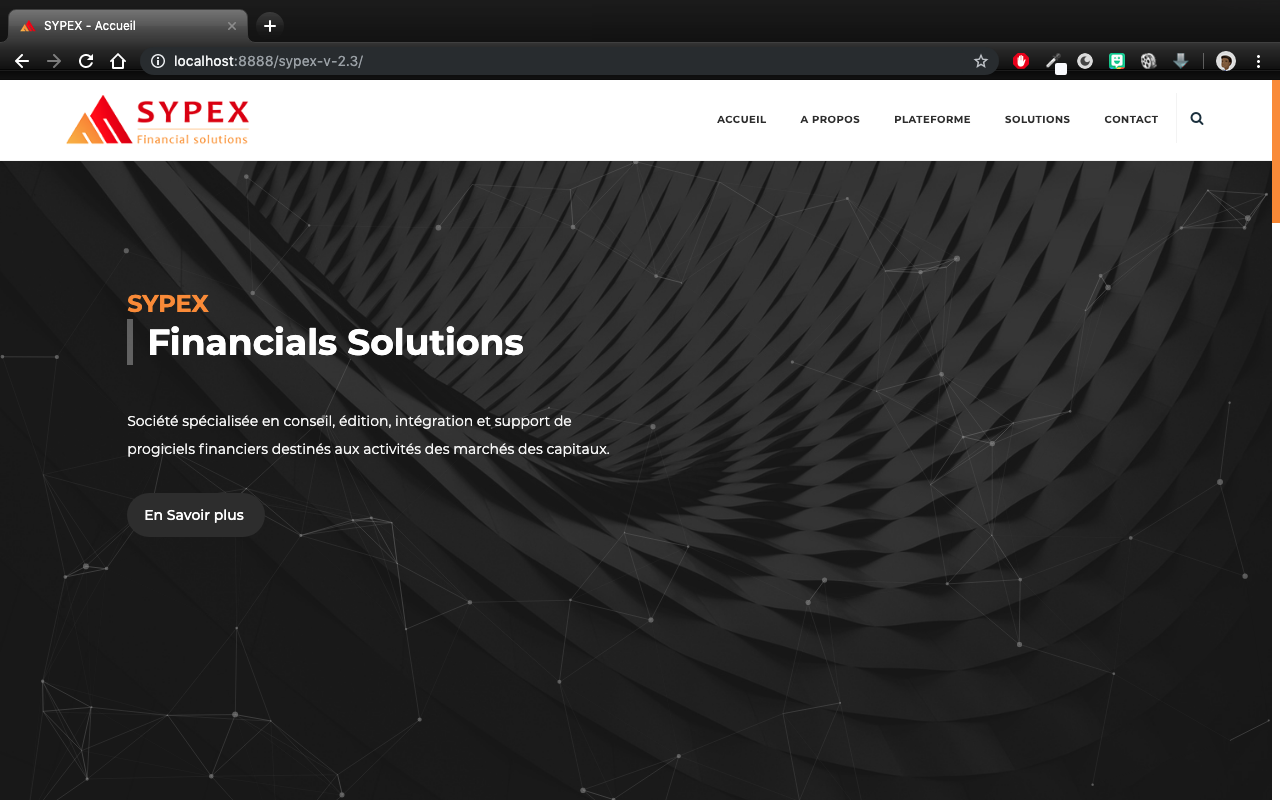 SYPEX - Accueil
localhost:8888/sypex-v-2.3/
SYPEX
Financial solutions
ACCUEIL A PROPOS PLATEFORME SOLUTIONS CONTACT
SYPEX
Financials Solutions
Société spécialisée en conseil, édition, intégration et support de
progiciels financiers destinés aux activités des marchés des capitaux.
En Savoir plus